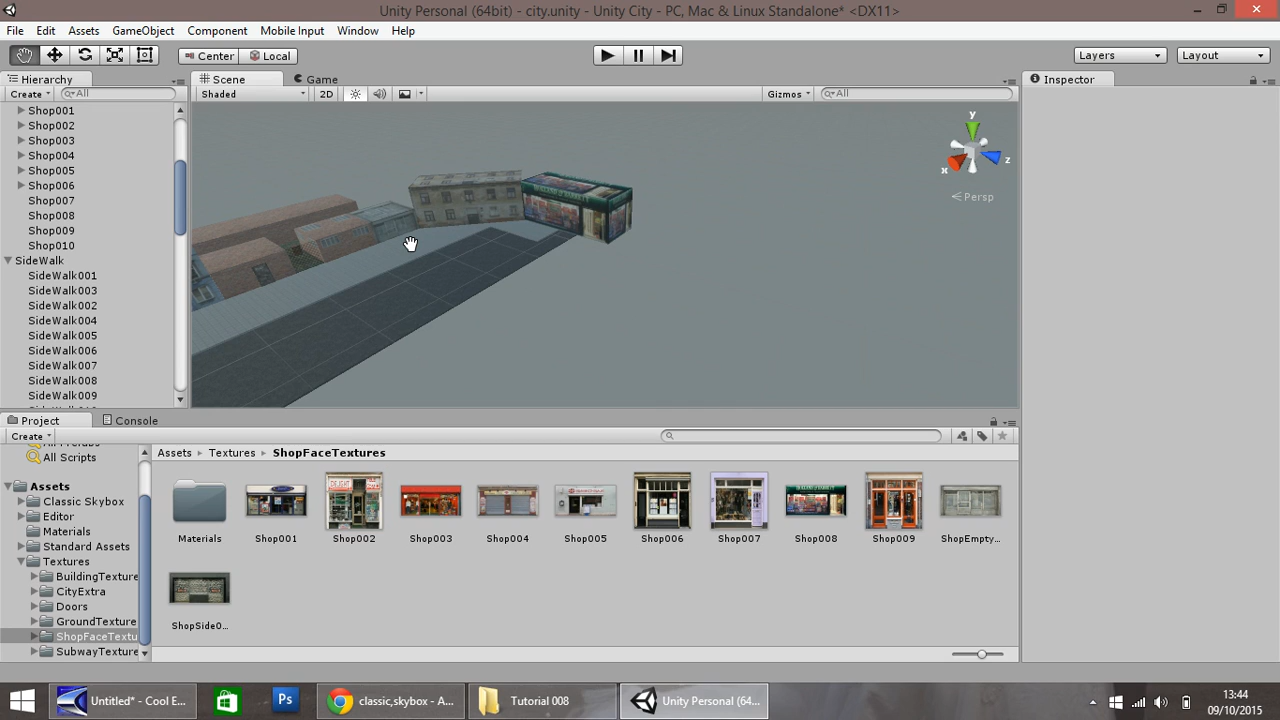 Unity Personal (64bit) - city.unity - Unity City - PC, Mac & Linux Standalone* <DX11>
File Edit Assets GameObject Component Mobile Input Window Help
Center Local Layers Layout
Hierarchy Scene Game Inspector
Create All Shaded 2D Gizmos All
Shop001
Shop002
Shop003
Shop004
Shop005
Shop006
Shop007
Shop008
Shop009
Shop010
SideWalk
SideWalk001
SideWalk003
SideWalk002
SideWalk004
SideWalk005
SideWalk006
SideWalk007
SideWalk008
SideWalk009
y
x
z
Persp
Project Console
Create
All Scripts
Assets
Classic Skybox
Editor
Materials
Standard Assets
Textures
BuildingTexture
CityExtra
Doors
GroundTexture
ShopFaceTextu
SubwayTexture
Assets Textures ShopFaceTextures
Materials Shop001 Shop002 Shop003 Shop004 Shop005 Shop006 Shop007 Shop008 Shop009 ShopEmpty...
ShopSide0...
Untitled* - Cool E... Ps classic,skybox - A... Tutorial 008 Unity Personal (64...
13:44
09/10/2015